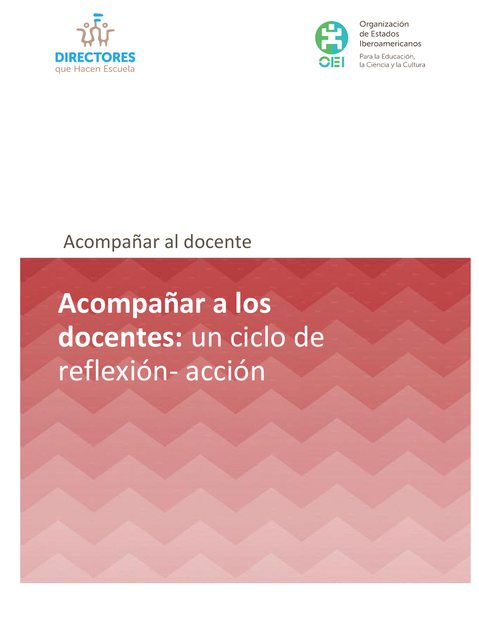 DIRECTORES
que Hacen Escuela
OEI
Organización
de Estados
Iberoamericanos
Para la Educación,
la Ciencia y la Cultura
Acompañar al docente
Acompañar a los
docentes: un ciclo de
reflexión- acción